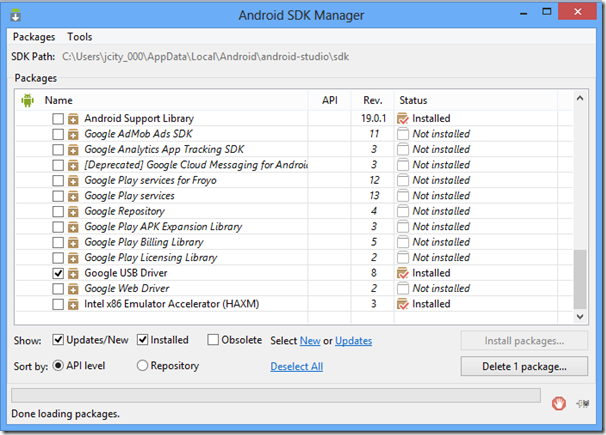 Android SDK Manager
Packages Tools
SDK Path: C:\Users\jcity_000\AppData\Local\Android\android-studio\sdk
Packages
Name API Rev. Status
Android Support Library 19.0.1 Installed
Google AdMob Ads SDK 11 Not installed
Google Analytics App Tracking SDK 3 Not installed
[Deprecated] Google Cloud Messaging for Android 3 Not installed
Google Play services for Froyo 12 Not installed
Google Play services 13 Not installed
Google Repository 4 Not installed
Google Play APK Expansion Library 3 Not installed
Google Play Billing Library 5 Not installed
Google Play Licensing Library 2 Not installed
Google USB Driver 8 Installed
Google Web Driver 2 Not installed
Intel x86 Emulator Accelerator (HAXM) 3 Installed
Show: Updates/New Installed Obsolete Select New or Updates Install packages...
Sort by: API level Repository Deselect All Delete 1 package...
Done loading packages.